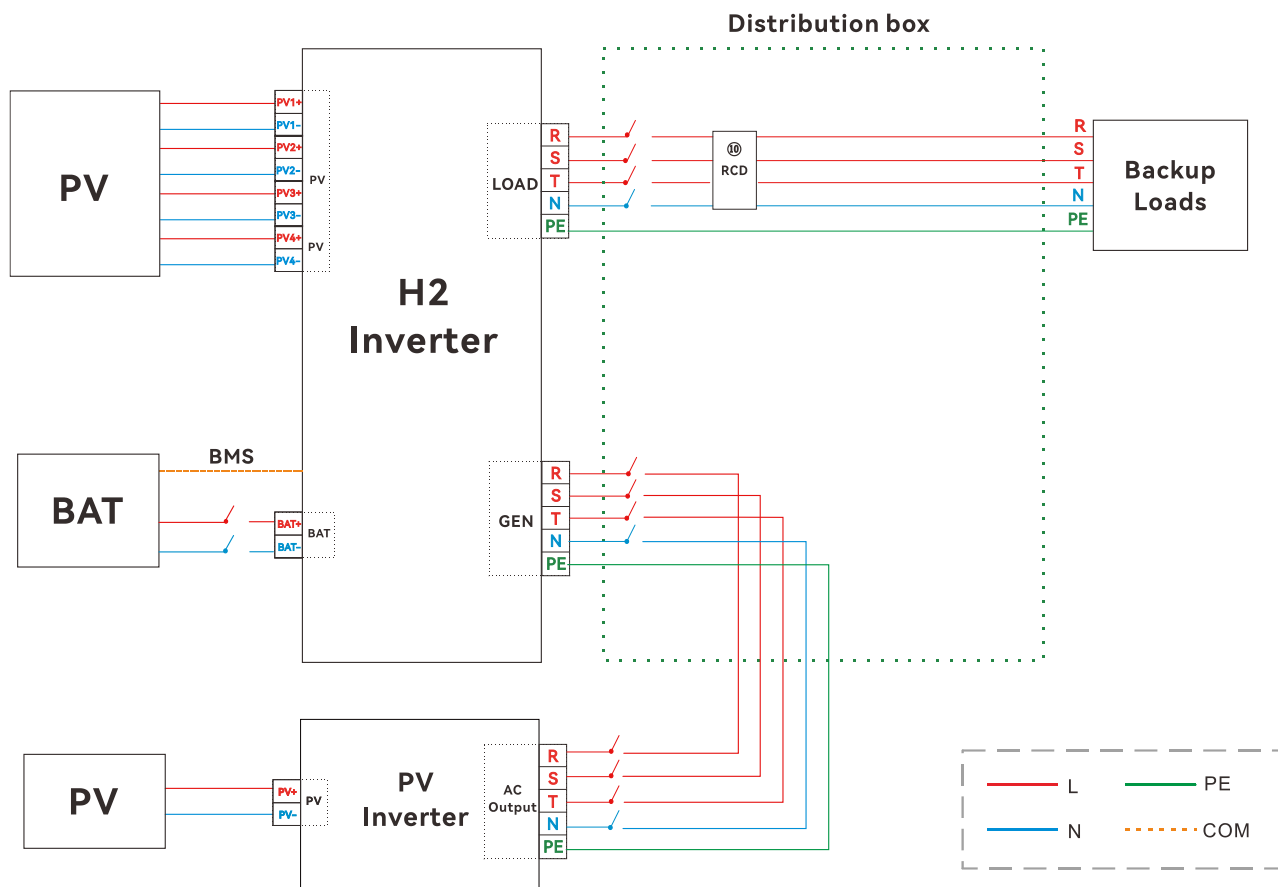 Distribution box
PV
PV1+
PV1-
PV2+
PV2-
PV3+
PV3-
PV4+
PV4-
PV
PV
H2
Inverter
LOAD
R
S
T
N
PE
⑩
RCD
R
S
T
N
PE
Backup
Loads
BMS
BAT
BAT+
BAT-
BAT
GEN
R
S
T
N
PE
PV
PV+
PV-
PV
PV
Inverter
AC
Output
R
S
T
N
PE
L
PE
N
COM